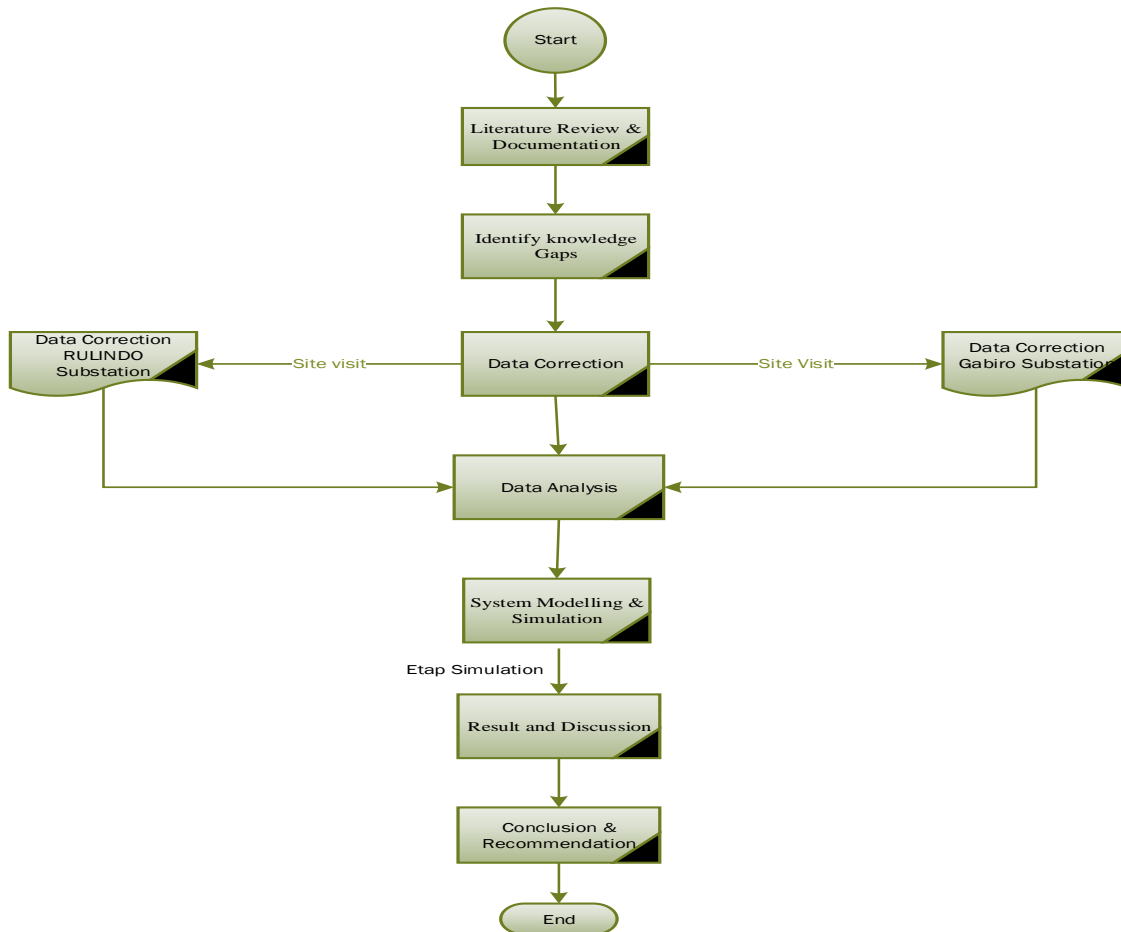 Start
Literature Review &
Documentation
Identify knowledge
Gaps
Data Correction
RULINDO
Substation
Site visit
Data Correction
Site Visit
Data Correction
Gabiro Substation
Data Analysis
System Modelling &
Simulation
Etap Simulation
Result and Discussion
Conclusion &
Recommendation
End